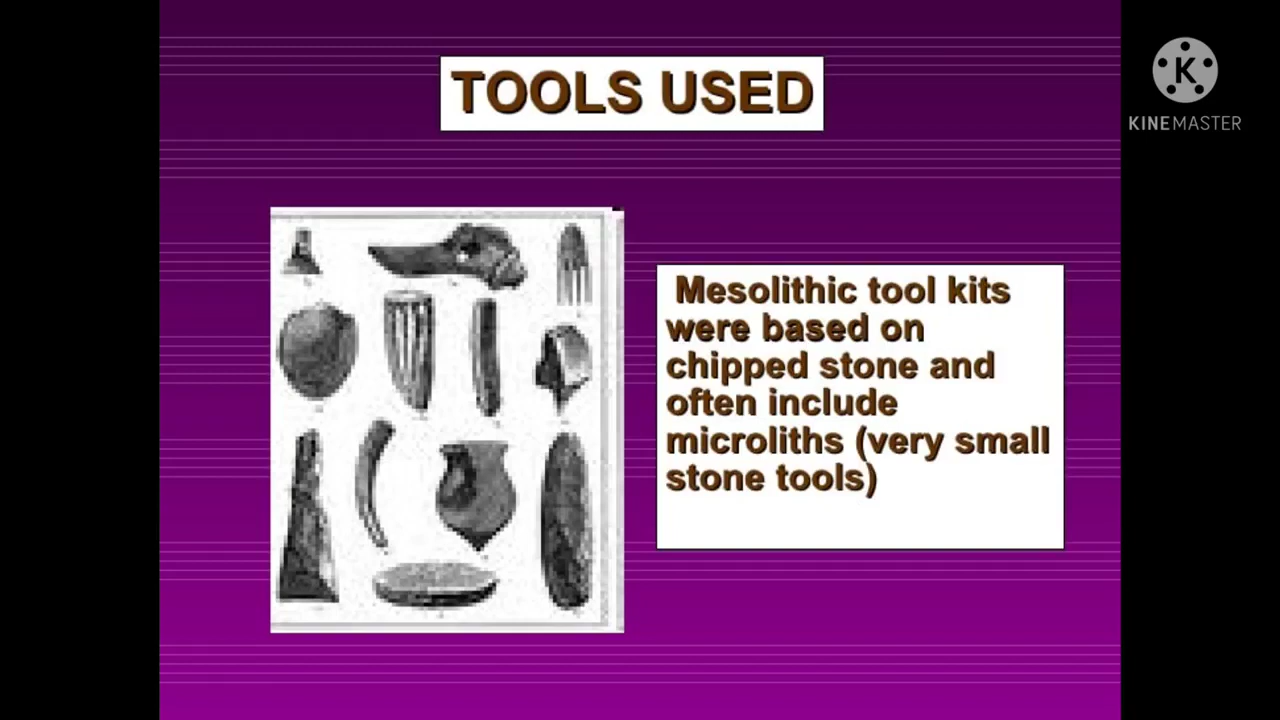 TOOLS USED
K
KINEMASTER
Mesolithic tool kits
were based on
chipped stone and
often include
microliths (very small
stone tools)